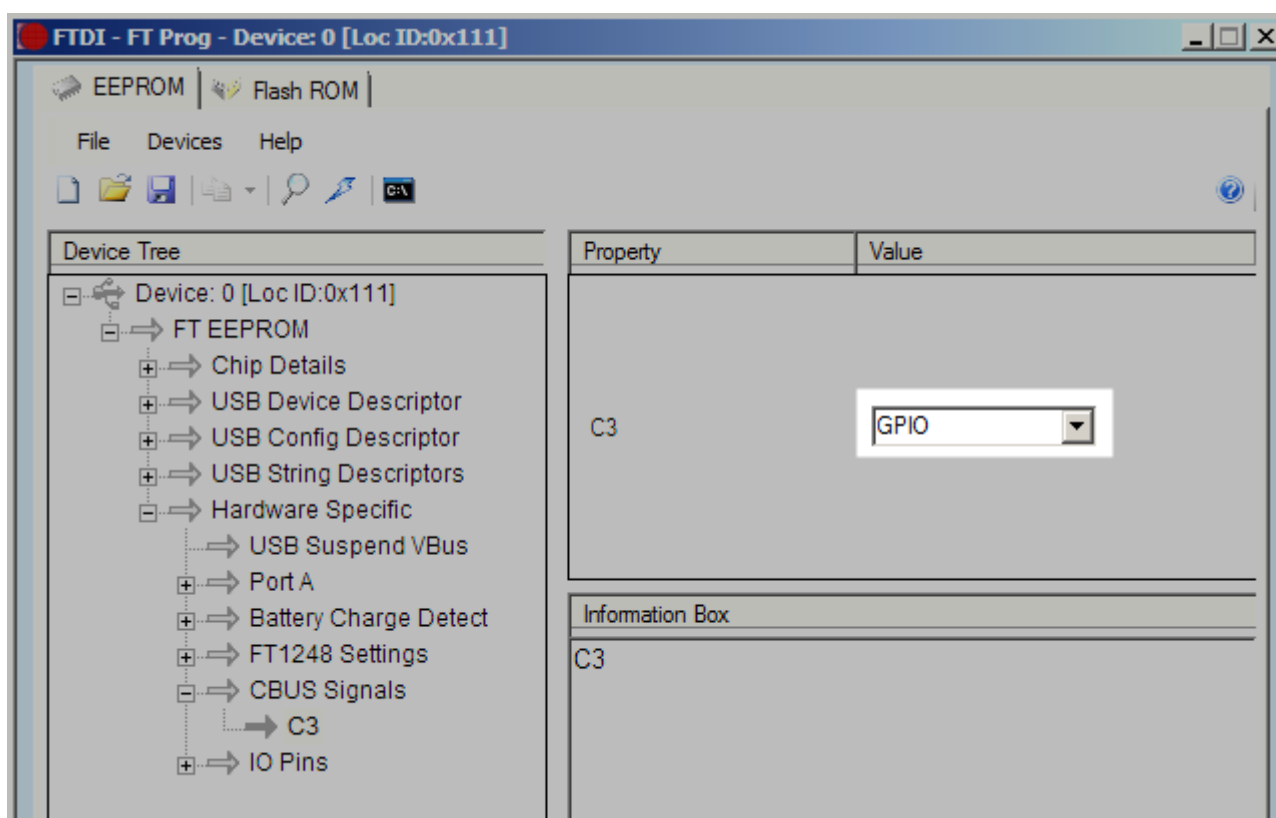 FTDI - FT Prog - Device: 0 [Loc ID:0x111]
EEPROM Flash ROM
File Devices Help
C:\
Device Tree
Device: 0 [Loc ID:0x111]
FT EEPROM
Chip Details
USB Device Descriptor
USB Config Descriptor
USB String Descriptors
Hardware Specific
USB Suspend VBus
Port A
Battery Charge Detect
FT1248 Settings
CBUS Signals
C3
IO Pins
Property Value
C3 GPIO
Information Box
C3